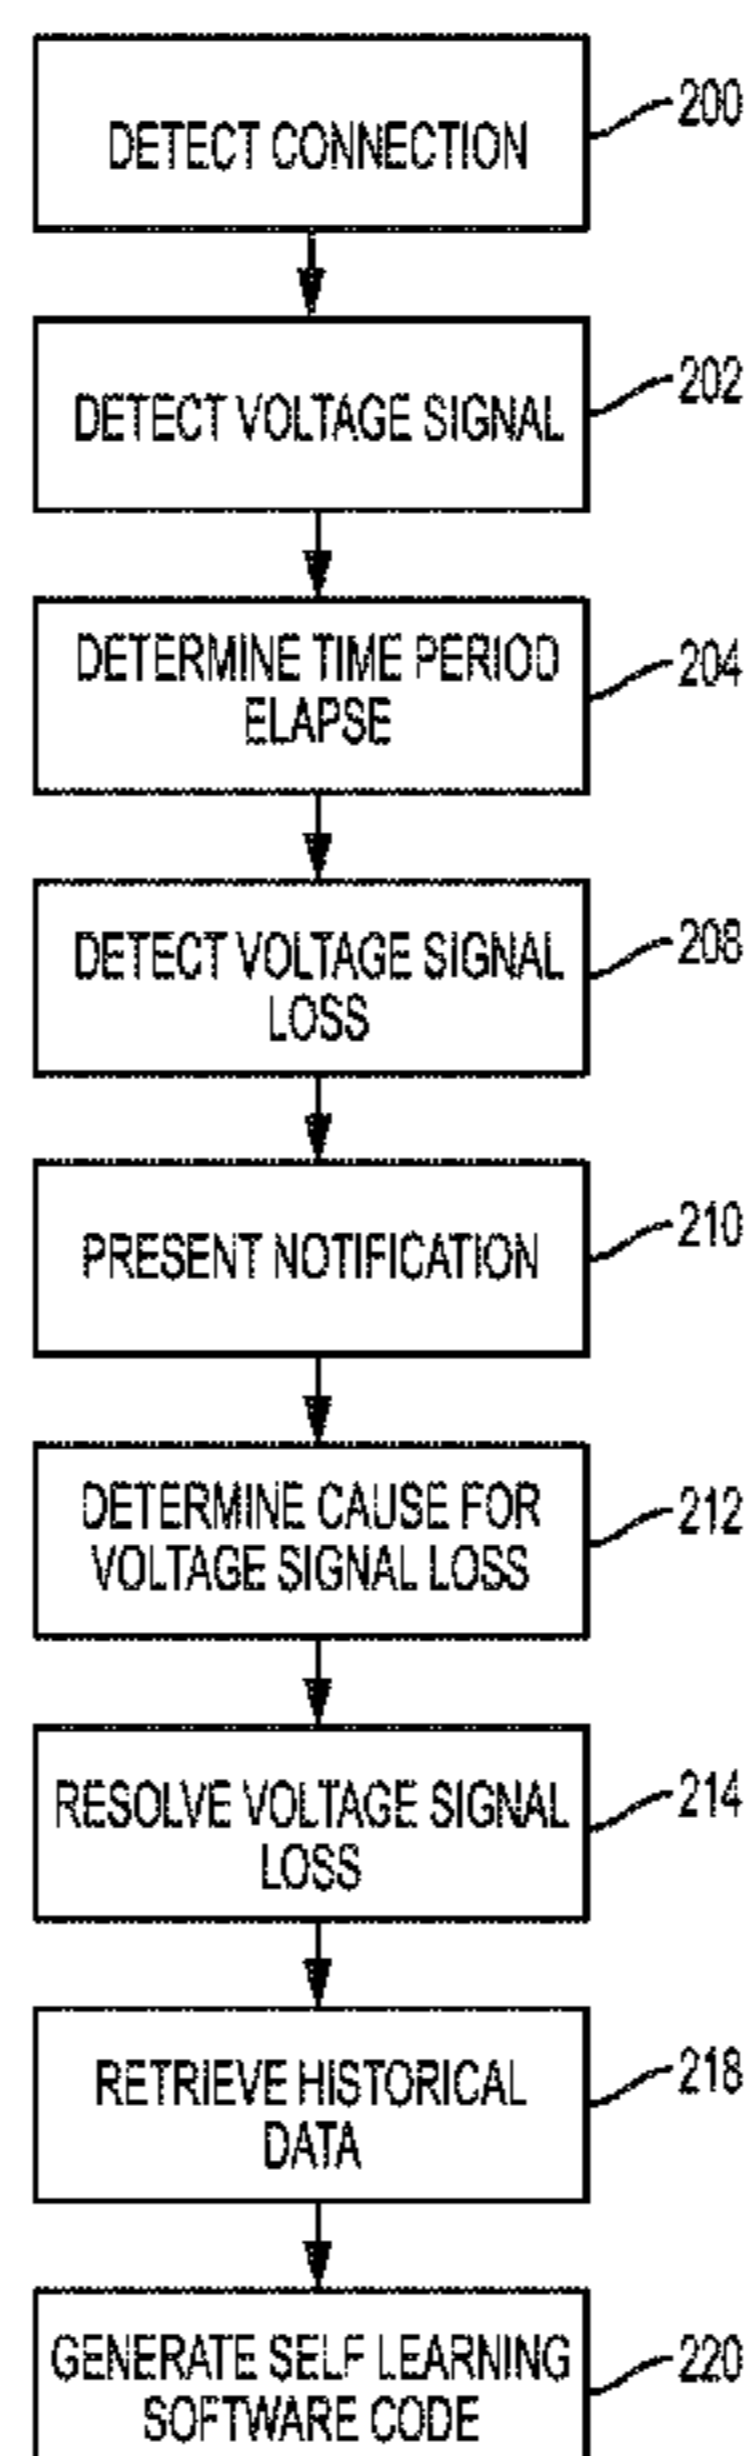 DETECT CONNECTION
200
DETECT VOLTAGE SIGNAL
202
DETERMINE TIME PERIOD
ELAPSE
204
DETECT VOLTAGE SIGNAL
LOSS
208
PRESENT NOTIFICATION
210
DETERMINE CAUSE FOR
VOLTAGE SIGNAL LOSS
212
RESOLVE VOLTAGE SIGNAL
LOSS
214
RETRIEVE HISTORICAL
DATA
218
GENERATE SELF LEARNING
SOFTWARE CODE
220